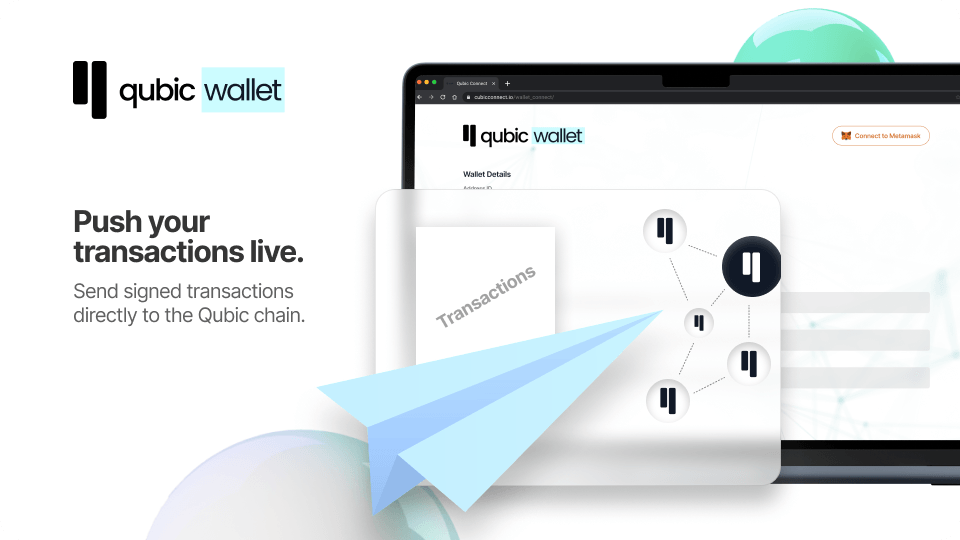 qubic wallet
Push your
transactions live.
Send signed transactions
directly to the Qubic chain.
Qubic Connect
cubicconnect.io/wallet_connect/
qubic wallet
Connect to Metamask
Wallet Details
Address ID
Transactions